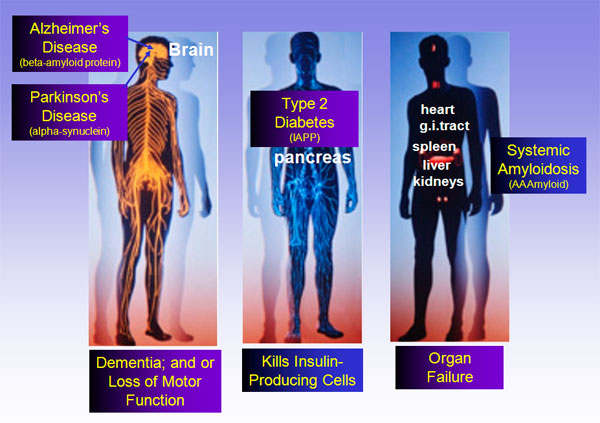 Alzheimer's
Disease
(beta-amyloid protein)
Brain
Parkinson's
Disease
(alpha-synuclein)
Dementia; and or
Loss of Motor
Function
Type 2
Diabetes
(IAPP)
pancreas
Kills Insulin-
Producing Cells
heart
g.i.tract
spleen
liver
kidneys
Systemic
Amyloidosis
(AAAmyloid)
Organ
Failure